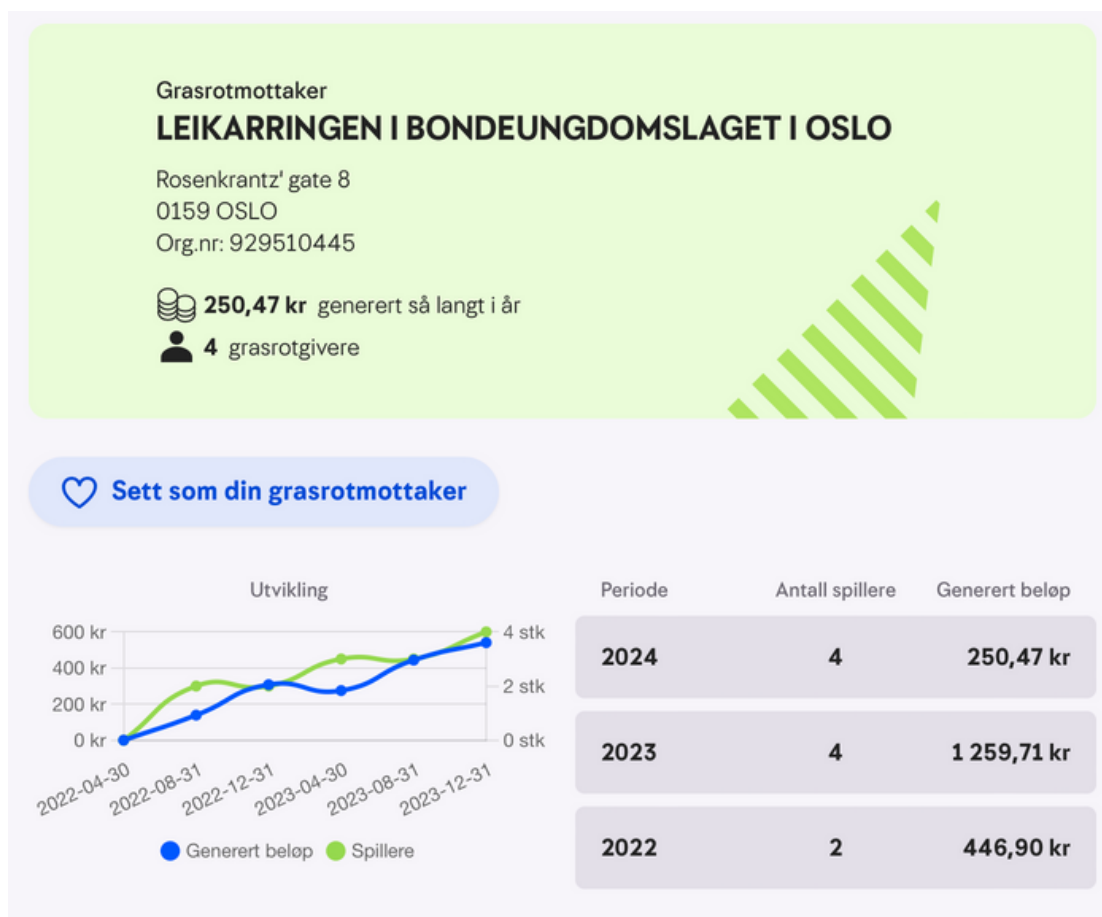 Grasrotmottaker
LEIKARRINGEN I BONDEUNGDOMSLAGET I OSLO
Rosenkrantz' gate 8
0159 OSLO
Org.nr: 929510445
250,47 kr generert så langt i år
4 grasrotgivere
Sett som din grasrotmottaker
Utvikling
600 kr
400 kr
200 kr
0 kr
4 stk
2 stk
0 stk
2022-04-30
2022-08-31
2022-12-31
2023-04-30
2023-08-31
2023-12-31
Generert beløp Spillere
Periode Antall spillere Generert beløp
2024 4 250,47 kr
2023 4 1 259,71 kr
2022 2 446,90 kr